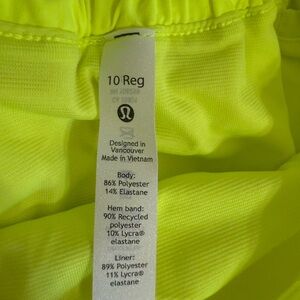 10 Reg
Designed in
Vancouver
Made in Vietnam
Body:
86% Polyester
14% Elastane
Hem band:
90% Recycled
polyester
10% Lycra®
elastane
Liner:
89% Polyester
11% Lycra®
elastane